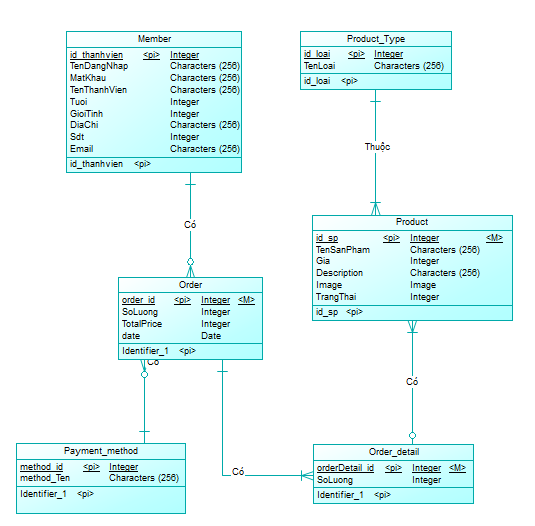 Member
id_thanhvien <pi> Integer
TenDangNhap Characters (256)
MatKhau Characters (256)
TenThanhVien Characters (256)
Tuoi Integer
GioiTinh Integer
DiaChi Characters (256)
Sdt Integer
Email Characters (256)
id_thanhvien <pi>
Product_Type
id_loai <pi> Integer
TenLoai Characters (256)
id_loai <pi>
Thuộc
Có
Product
id_sp <pi> Integer <M>
TenSanPham Characters (256)
Gia Integer
Description Characters (256)
Image Image
TrangThai Integer
id_sp <pi>
Order
order_id <pi> Integer <M>
SoLuong Integer
TotalPrice Integer
date Date
Identifier_1 <pi>
Có
Có
Payment_method
method_id <pi> Integer
method_Ten Characters (256)
Identifier_1 <pi>
Có
Order_detail
orderDetail_id <pi> Integer <M>
SoLuong Integer
Identifier_1 <pi>